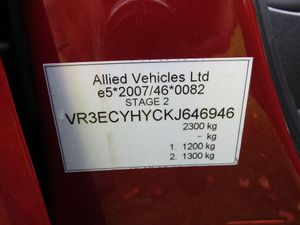 Allied Vehicles Ltd
e5*2007/46*0082
STAGE 2
VR3ECYHYCKJ646946
2300 kg
- kg
1. 1200 kg
2. 1300 kg